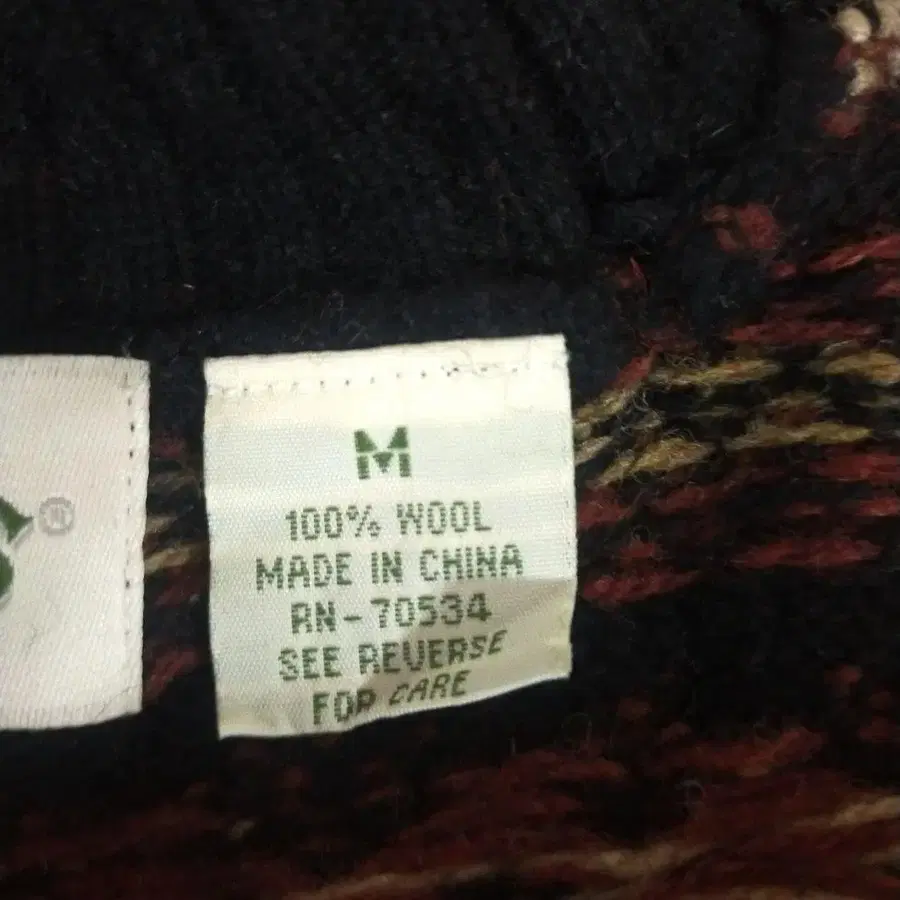 M
100% WOOL
MADE IN CHINA
RN-70534
SEE REVERSE
FOR CARE
®